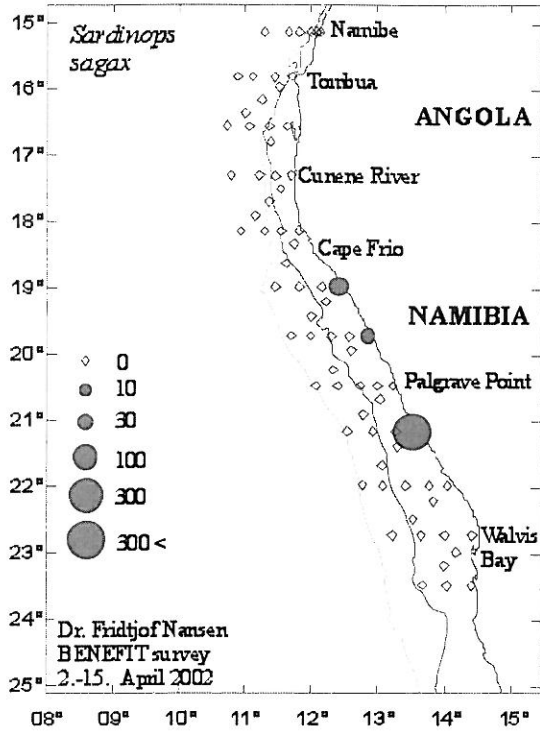 15°
Sardinops
sagax
Namibe
16°
Tombua
ANGOLA
17°
Cunene River
18°
Cape Frio
19°
NAMIBIA
20°
0
10
Palgrave Point
30
21°
100
22°
300
Walvis
Bay
300 <
23°
24°
Dr. Fridtjof Nansen
BENEFIT survey
2.-15. April 2002
25°
08° 09° 10° 11° 12° 13° 14° 15°